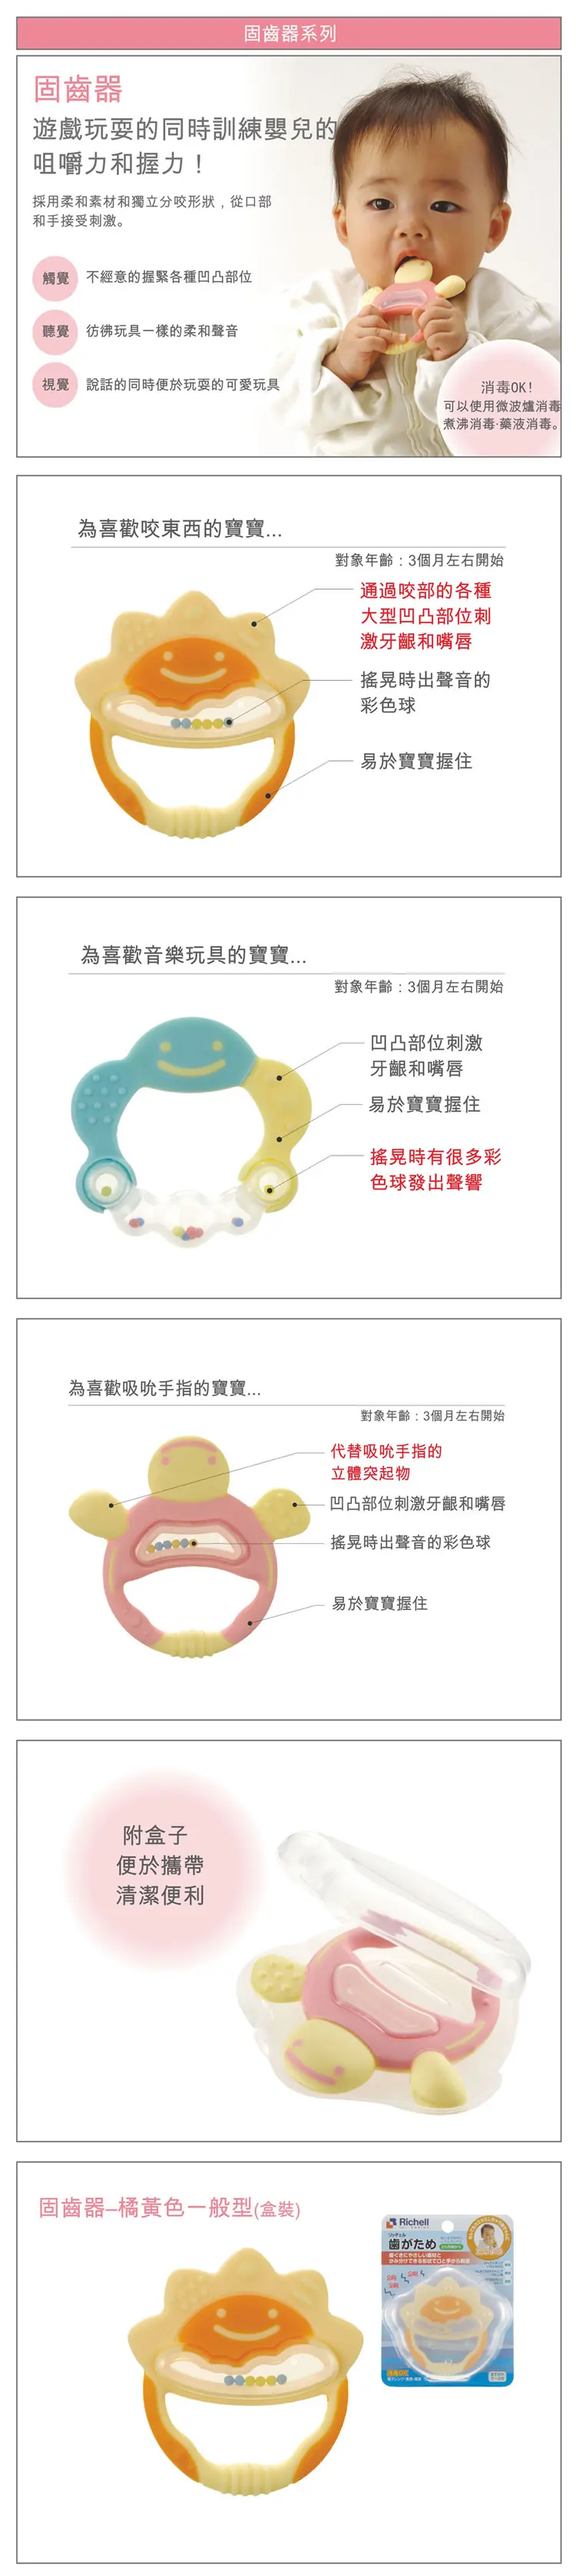 固齒器系列
固齒器
遊戲玩耍的同時訓練嬰兒的
咀嚼力和握力！
採用柔和素材和獨立分咬形狀，從口部
和手接受刺激。
觸覺 不經意的握緊各種凹凸部位
聽覺 彷彿玩具一樣的柔和聲音
視覺 說話的同時便於玩耍的可愛玩具
消毒OK!
可以使用微波爐消毒
煮沸消毒·藥液消毒。
為喜歡咬東西的寶寶...
對象年齡：3個月左右開始
通過咬部的各種
大型凹凸部位刺
激牙齦和嘴唇
搖晃時出聲音的
彩色球
易於寶寶握住
為喜歡音樂玩具的寶寶...
對象年齡：3個月左右開始
凹凸部位刺激
牙齦和嘴唇
易於寶寶握住
搖晃時有很多彩
色球發出聲響
為喜歡吸吮手指的寶寶...
對象年齡：3個月左右開始
代替吸吮手指的
立體突起物
凹凸部位刺激牙齦和嘴唇
搖晃時出聲音的彩色球
易於寶寶握住
附盒子
便於攜帶
清潔便利
固齒器–橘黃色一般型(盒裝)
Richell
歯がため